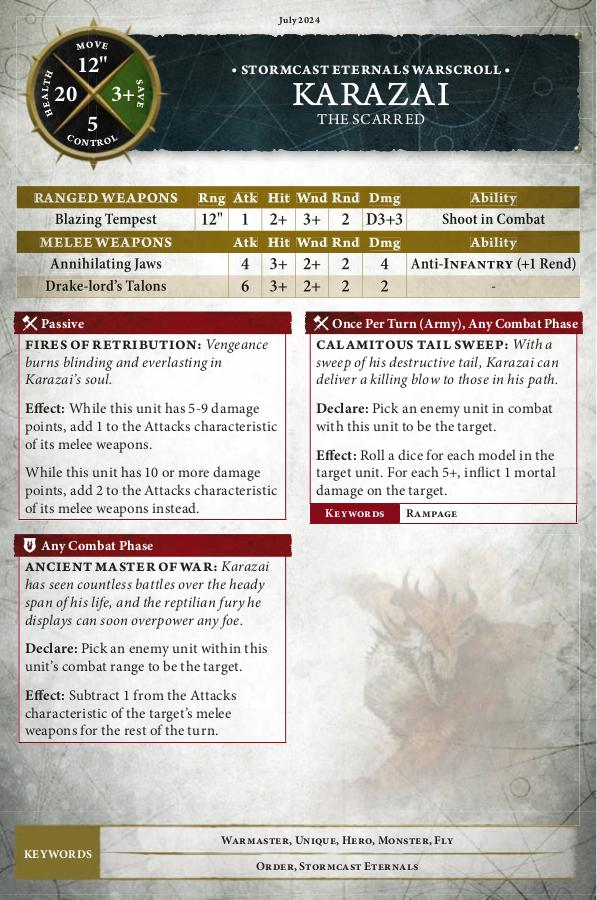 July 2024
MOVE
12"
HEALTH
20
3+
SAVE
5
CONTROL
• STORMCAST ETERNALS WARSCROLL •
KARAZAI
THE SCARRED
RANGED WEAPONS Rng Atk Hit Wnd Rnd Dmg Ability
Blazing Tempest 12" 1 2+ 3+ 2 D3+3 Shoot in Combat
MELEE WEAPONS Atk Hit Wnd Rnd Dmg Ability
Annihilating Jaws 4 3+ 2+ 2 4 Anti-INFANTRY (+1 Rend)
Drake-lord's Talons 6 3+ 2+ 2 2 -
Passive
FIRES OF RETRIBUTION: Vengeance
burns blinding and everlasting in
Karazai's soul.
Effect: While this unit has 5-9 damage
points, add 1 to the Attacks characteristic
of its melee weapons.
While this unit has 10 or more damage
points, add 2 to the Attacks characteristic
of its melee weapons instead.
Once Per Turn (Army), Any Combat Phase
CALAMITOUS TAIL SWEEP: With a
sweep of his destructive tail, Karazai can
deliver a killing blow to those in his path.
Declare: Pick an enemy unit in combat
with this unit to be the target.
Effect: Roll a dice for each model in the
target unit. For each 5+, inflict 1 mortal
damage on the target.
KEYWORDS RAMPAGE
Any Combat Phase
ANCIENT MASTER OF WAR: Karazai
has seen countless battles over the heady
span of his life, and the reptilian fury he
displays can soon overpower any foe.
Declare: Pick an enemy unit within this
unit's combat range to be the target.
Effect: Subtract 1 from the Attacks
characteristic of the target's melee
weapons for the rest of the turn.
KEYWORDS
WARMASTER, UNIQUE, HERO, MONSTER, FLY
ORDER, STORMCAST ETERNALS